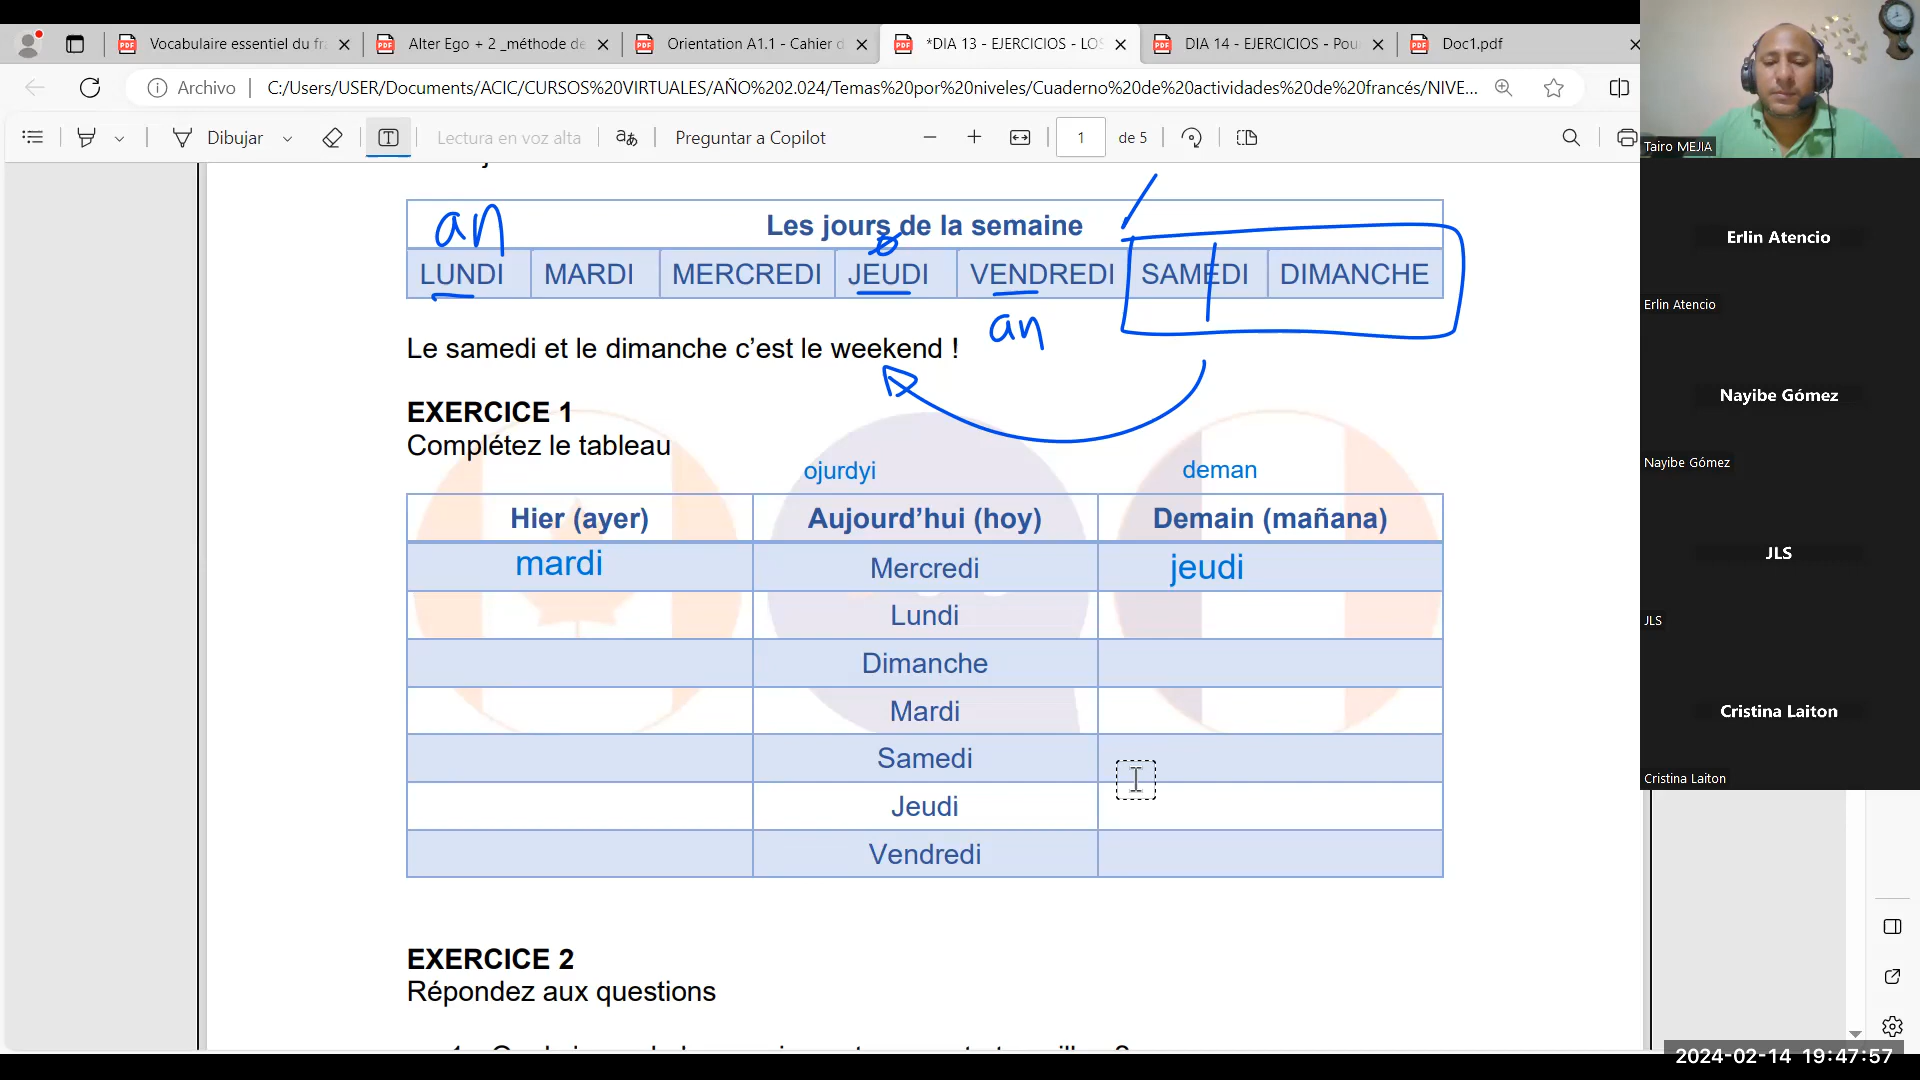 Vocabulaire essentiel du fr
Alter Ego + 2 _méthode de
Orientation A1.1 - Cahier d
*DIA 13 - EJERCICIOS - LOS
DIA 14 - EJERCICIOS - Pou
Doc1.pdf
Archivo
C:/Users/USER/Documents/ACIC/CURSOS%20VIRTUALES/AÑO%202.024/Temas%20por%20niveles/Cuaderno%20de%20actividades%20de%20francés/NIVE...
Dibujar
Lectura en voz alta
Preguntar a Copilot
1 de 5
an
Les jours de la semaine
LUNDI MARDI MERCREDI JEUDI VENDREDI SAMEDI DIMANCHE
an
Le samedi et le dimanche c’est le weekend !
EXERCICE 1
Complétez le tableau
ojurdyi deman
Hier (ayer) Aujourd’hui (hoy) Demain (mañana)
mardi Mercredi jeudi
Lundi
Dimanche
Mardi
Samedi
Jeudi
Vendredi
EXERCICE 2
Répondez aux questions
Tairo MEJIA
Erlin Atencio
Erlin Atencio
Nayibe Gómez
Nayibe Gómez
JLS
JLS
Cristina Laiton
Cristina Laiton
2024-02-14 19:47:57